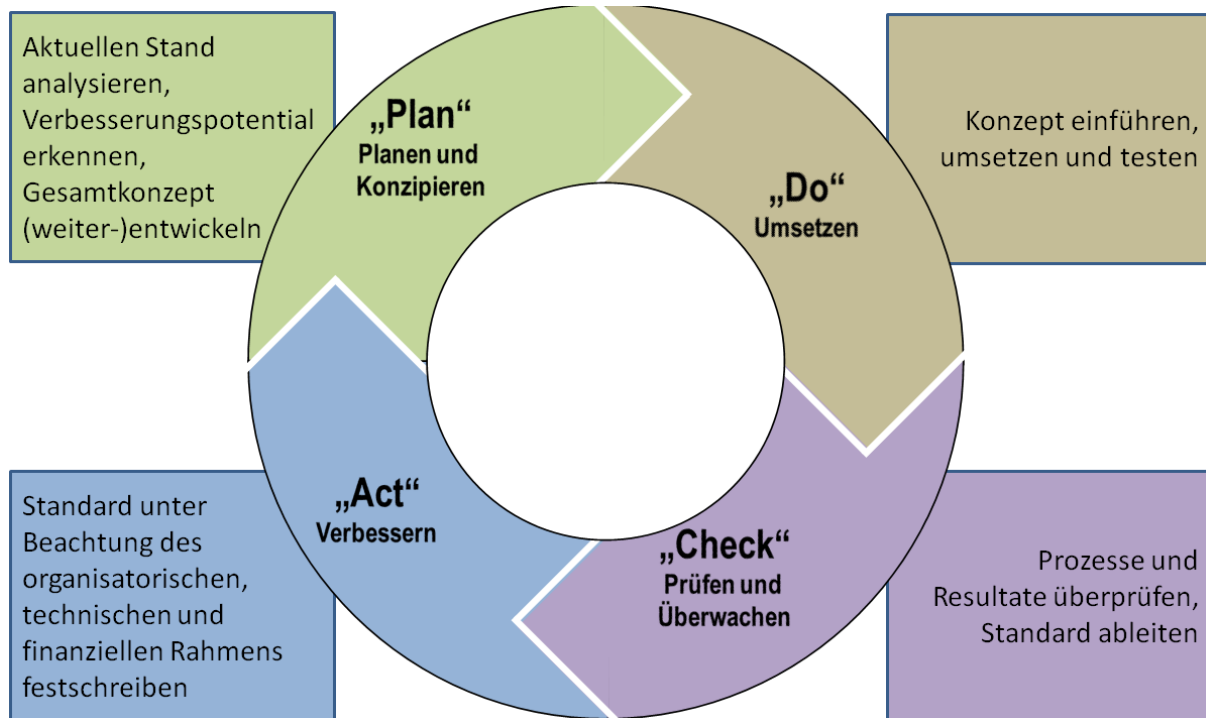 Aktuellen Stand
analysieren,
Verbesserungspotential
erkennen,
Gesamtkonzept
(weiter-)entwickeln
„Plan“
Planen und
Konzipieren
„Do“
Umsetzen
Konzept einführen,
umsetzen und testen
Standard unter
Beachtung des
organisatorischen,
technischen und
finanziellen Rahmens
festschreiben
„Act“
Verbessern
„Check“
Prüfen und
Überwachen
Prozesse und
Resultate überprüfen,
Standard ableiten